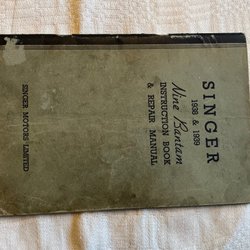 SINGER
1938 & 1939
Nine Bantam
INSTRUCTION BOOK
& REPAIR MANUAL
SINGER MOTORS LIMITED